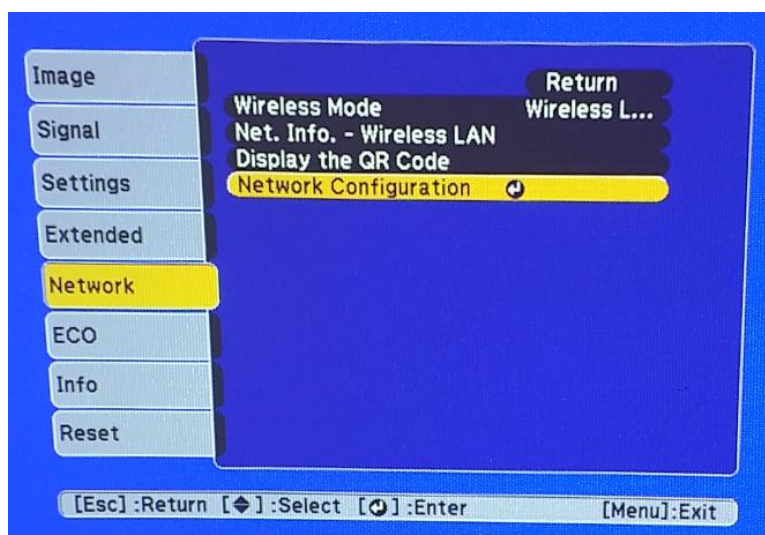 Image
Signal
Settings
Extended
Network
ECO
Info
Reset
Return
Wireless Mode Wireless L...
Net. Info. - Wireless LAN
Display the QR Code
Network Configuration
[Esc] :Return [ ] :Select [ ] :Enter [Menu]:Exit